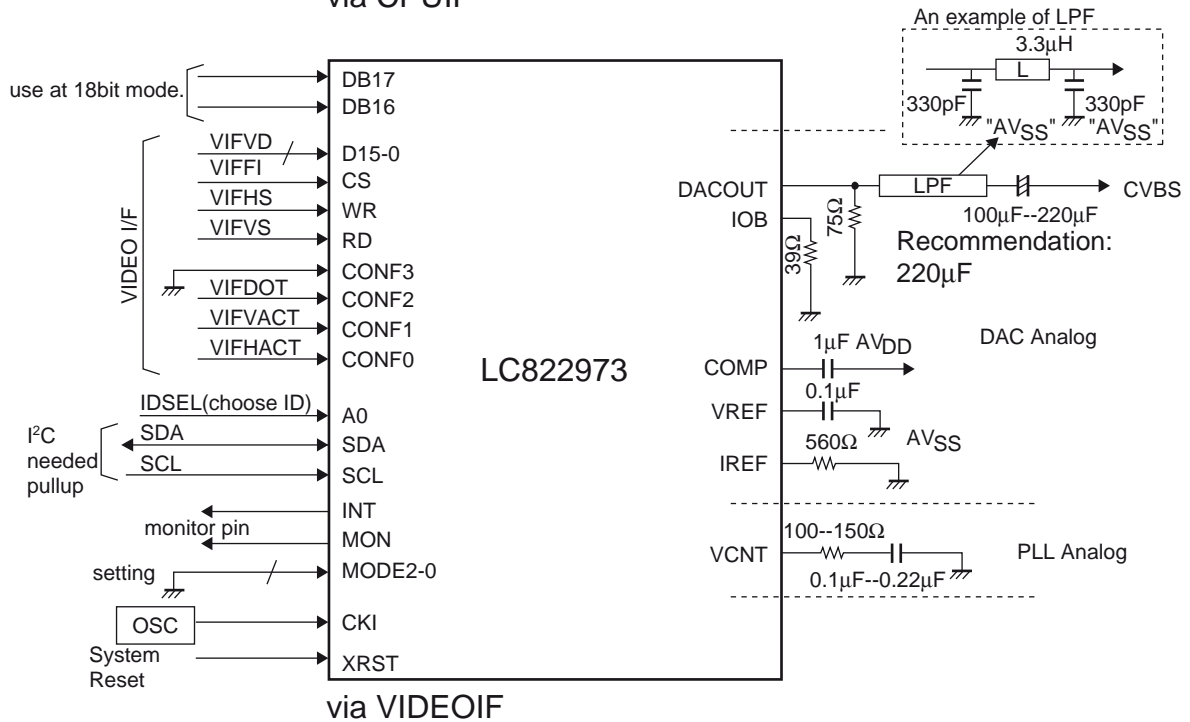 via CPUIF
An example of LPF
3.3μH
L
330pF
330pF
"AVSS"
"AVSS"
use at 18bit mode.
DB17
DB16
VIDEO I/F
VIFVD
D15-0
VIFFI
CS
VIFHS
WR
VIFVS
RD
CONF3
VIFDOT
CONF2
VIFVACT
CONF1
VIFHACT
CONF0
IDSEL(choose ID)
A0
I2C
needed
pullup
SDA
SDA
SCL
SCL
INT
monitor pin
MON
setting
MODE2-0
OSC
CKI
System
Reset
XRST
LC822973
DACOUT
LPF
CVBS
IOB
75Ω
39Ω
100μF--220μF
Recommendation:
220μF
DAC Analog
COMP
1μF
AVDD
VREF
0.1μF
AVSS
IREF
560Ω
VCNT
100--150Ω
0.1μF--0.22μF
PLL Analog
via VIDEOIF